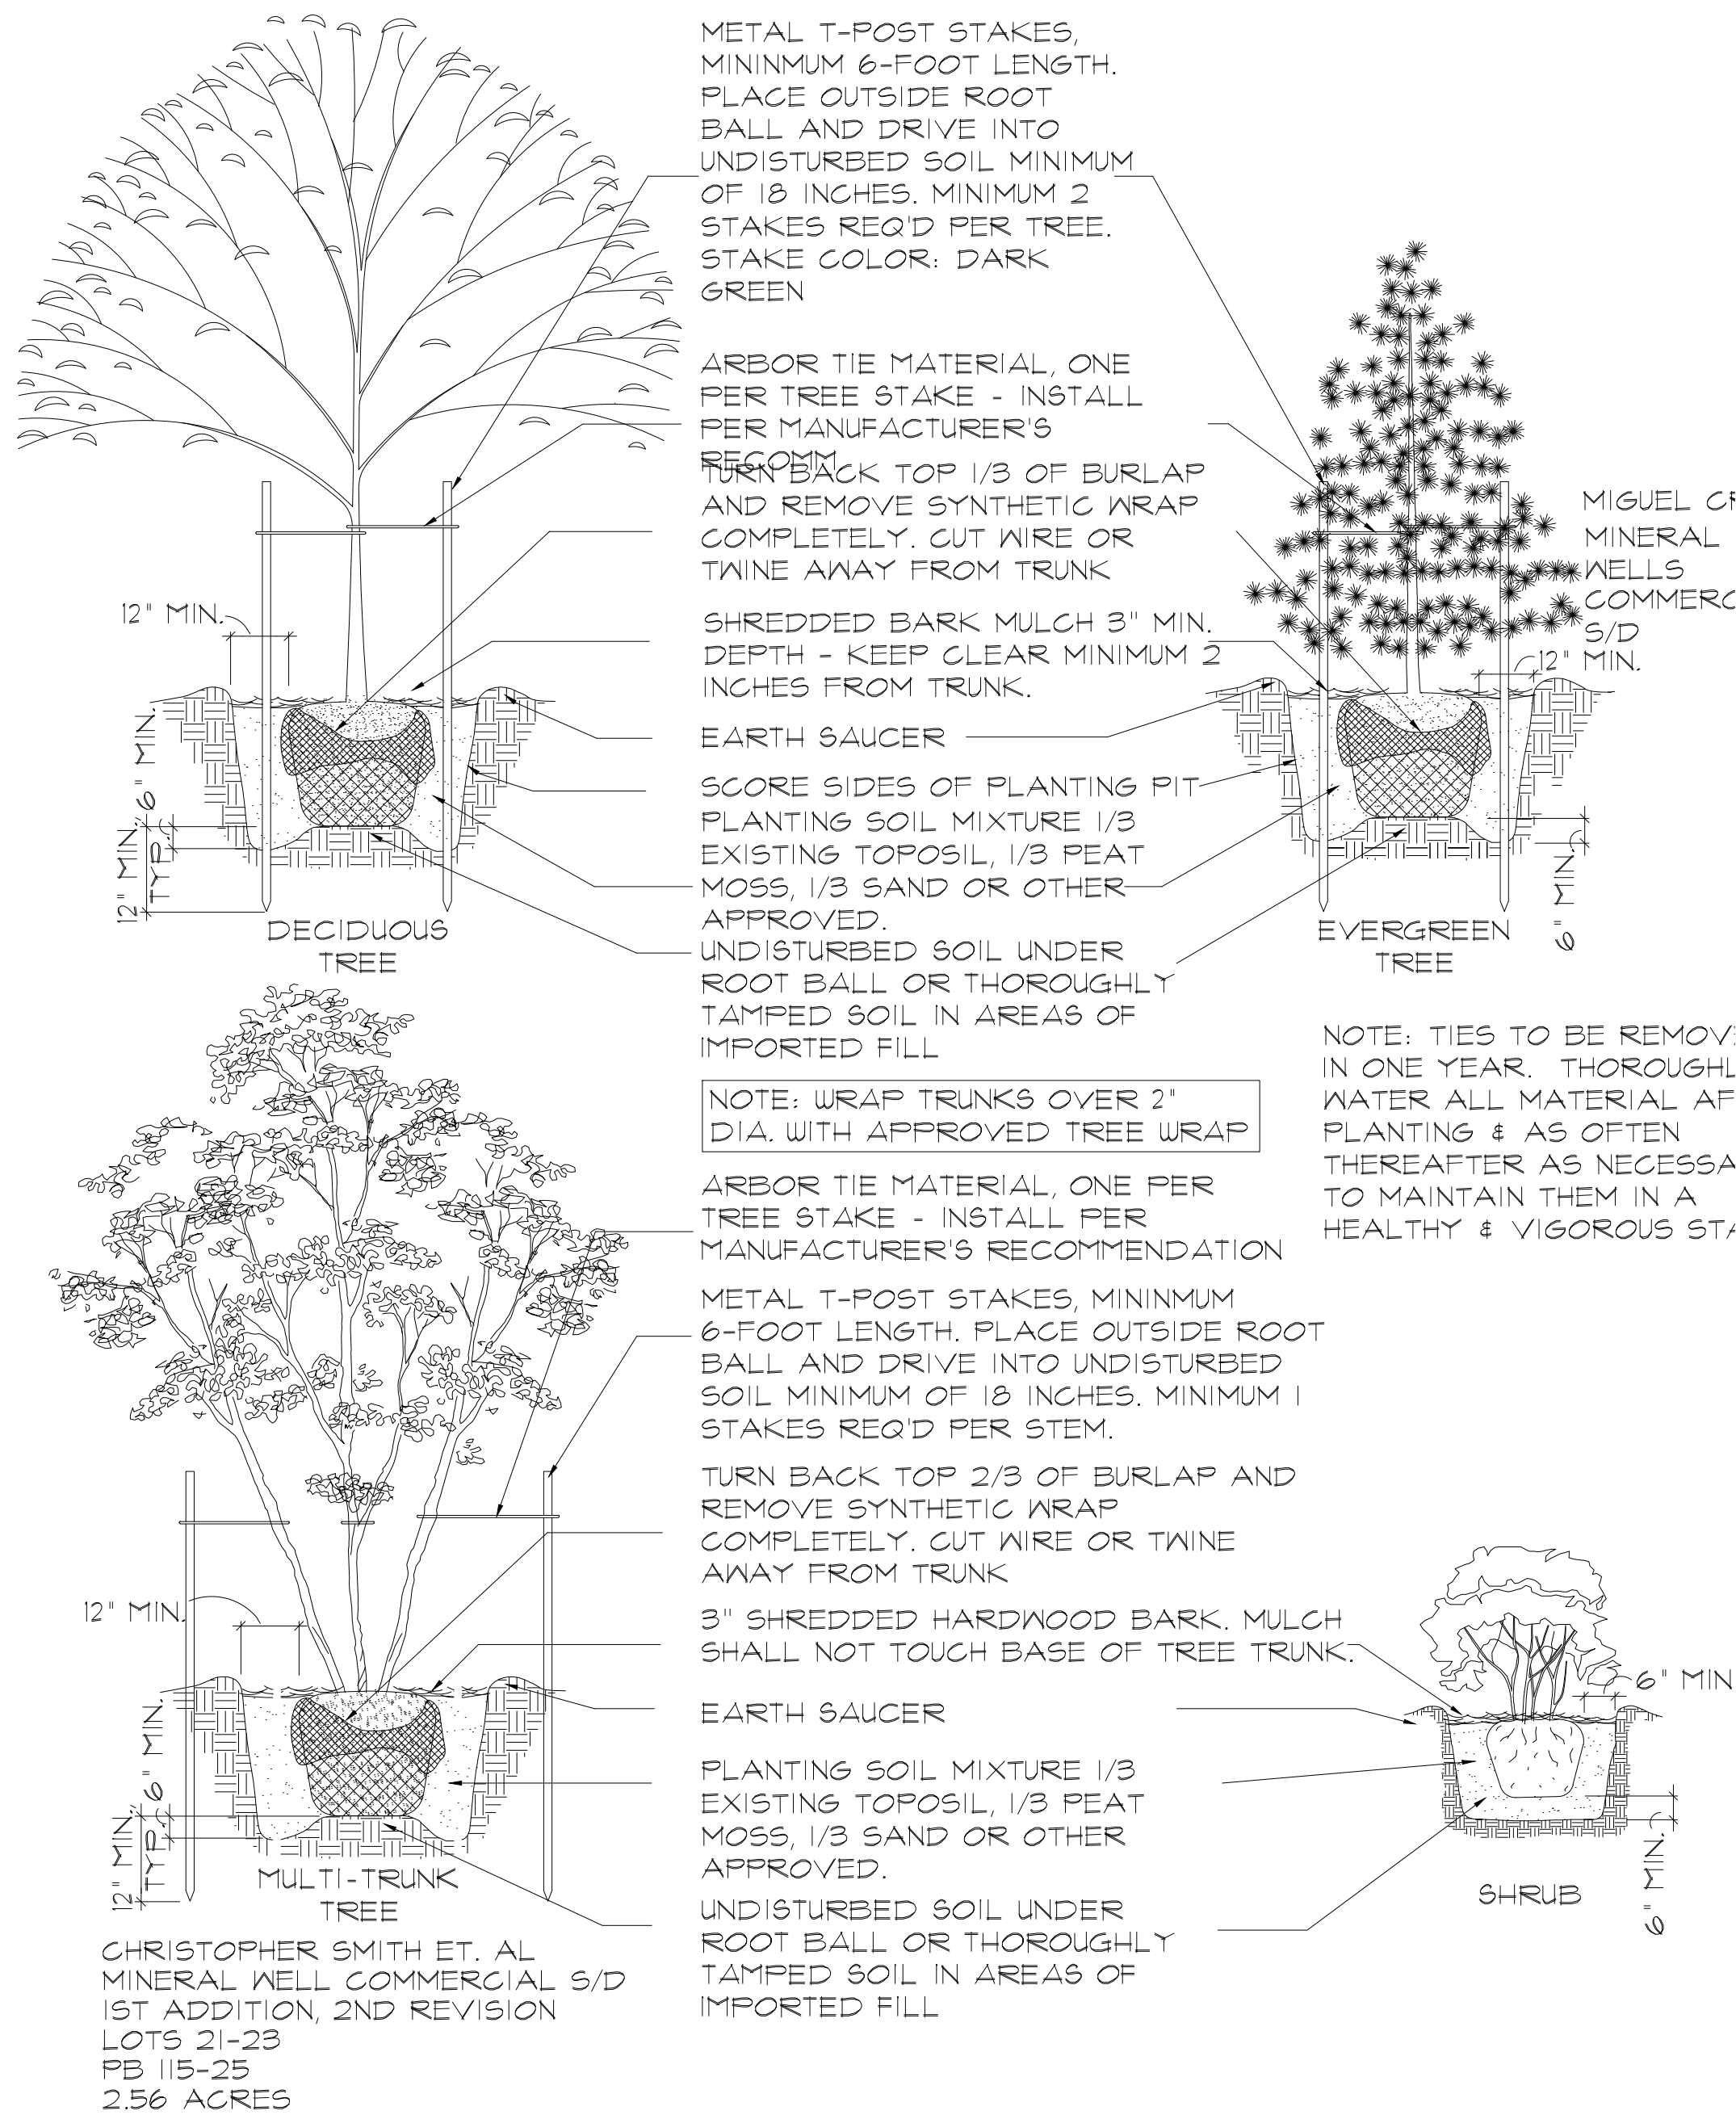 METAL T-POST STAKES,
MININMUM 6-FOOT LENGTH.
PLACE OUTSIDE ROOT
BALL AND DRIVE INTO
UNDISTURBED SOIL MINIMUM
OF 18 INCHES. MINIMUM 2
STAKES REQ'D PER TREE.
STAKE COLOR: DARK
GREEN
ARBOR TIE MATERIAL, ONE
PER TREE STAKE - INSTALL
PER MANUFACTURER'S
RECOMM
TURN BACK TOP 1/3 OF BURLAP
AND REMOVE SYNTHETIC WRAP
COMPLETELY. CUT WIRE OR
TWINE AWAY FROM TRUNK
MIGUEL CR
MINERAL
WELLS
COMMERC
S/D
12" MIN.
SHREDDED BARK MULCH 3" MIN.
DEPTH - KEEP CLEAR MINIMUM 2
INCHES FROM TRUNK.
12"
MIN.
EARTH SAUCER
SCORE SIDES OF PLANTING PIT
PLANTING SOIL MIXTURE 1/3
EXISTING TOPOSIL, 1/3 PEAT
MOSS, 1/3 SAND OR OTHER
APPROVED.
UNDISTURBED SOIL UNDER
ROOT BALL OR THOROUGHLY
TAMPED SOIL IN AREAS OF
IMPORTED FILL
6" MIN.
12" MIN.
TYP.
DECIDUOUS
TREE
6" MIN.
EVERGREEN
TREE
NOTE: TIES TO BE REMOVE
IN ONE YEAR. THOROUGHL
WATER ALL MATERIAL AF
PLANTING & AS OFTEN
THEREAFTER AS NECESSA
TO MAINTAIN THEM IN A
HEALTHY & VIGOROUS STA
NOTE: WRAP TRUNKS OVER 2"
DIA. WITH APPROVED TREE WRAP
ARBOR TIE MATERIAL, ONE PER
TREE STAKE - INSTALL PER
MANUFACTURER'S RECOMMENDATION
METAL T-POST STAKES, MININMUM
6-FOOT LENGTH. PLACE OUTSIDE ROOT
BALL AND DRIVE INTO UNDISTURBED
SOIL MINIMUM OF 18 INCHES. MINIMUM 1
STAKES REQ'D PER STEM.
TURN BACK TOP 2/3 OF BURLAP AND
REMOVE SYNTHETIC WRAP
COMPLETELY. CUT WIRE OR TWINE
AWAY FROM TRUNK
12" MIN.
3" SHREDDED HARDWOOD BARK. MULCH
SHALL NOT TOUCH BASE OF TREE TRUNK.
6" MIN
EARTH SAUCER
PLANTING SOIL MIXTURE 1/3
EXISTING TOPOSIL, 1/3 PEAT
MOSS, 1/3 SAND OR OTHER
APPROVED.
UNDISTURBED SOIL UNDER
ROOT BALL OR THOROUGHLY
TAMPED SOIL IN AREAS OF
IMPORTED FILL
6" MIN.
12" MIN.
TYP.
MULTI-TRUNK
TREE
6" MIN.
SHRUB
CHRISTOPHER SMITH ET. AL
MINERAL WELL COMMERCIAL S/D
1ST ADDITION, 2ND REVISION
LOTS 21-23
PB 115-25
2.56 ACRES